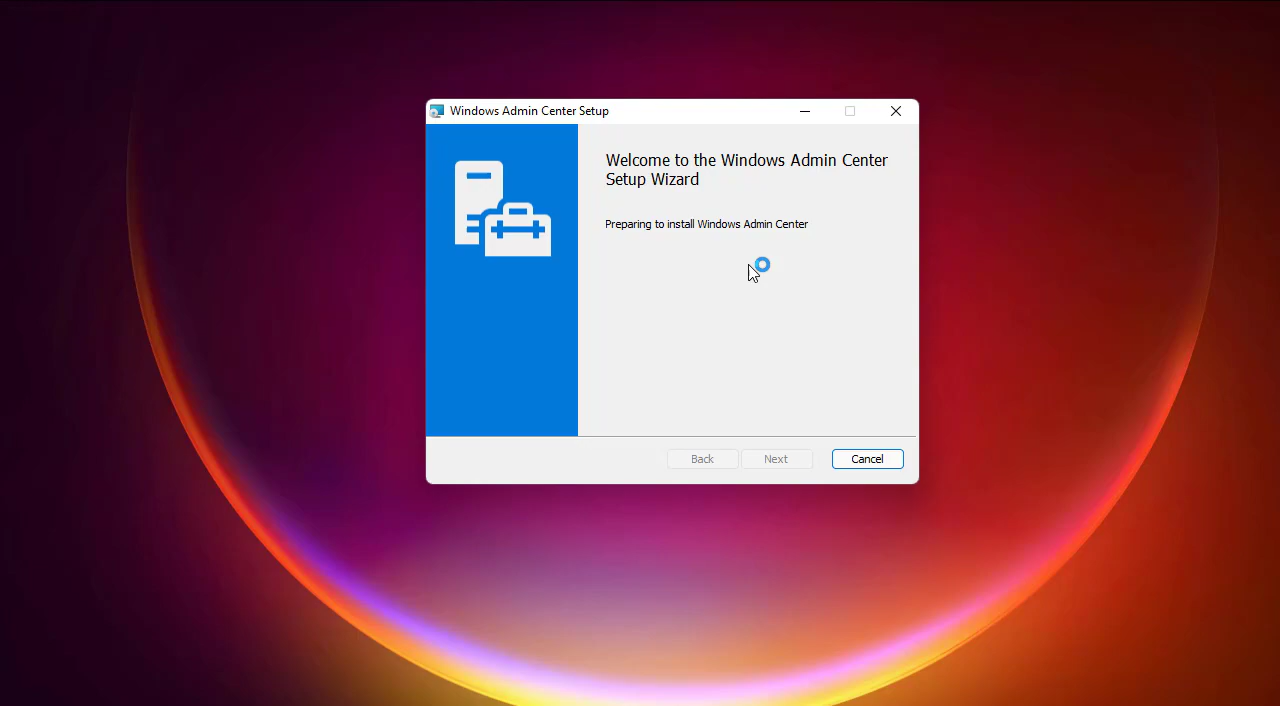 Windows Admin Center Setup
Welcome to the Windows Admin Center
Setup Wizard
Preparing to install Windows Admin Center
Back
Next
Cancel